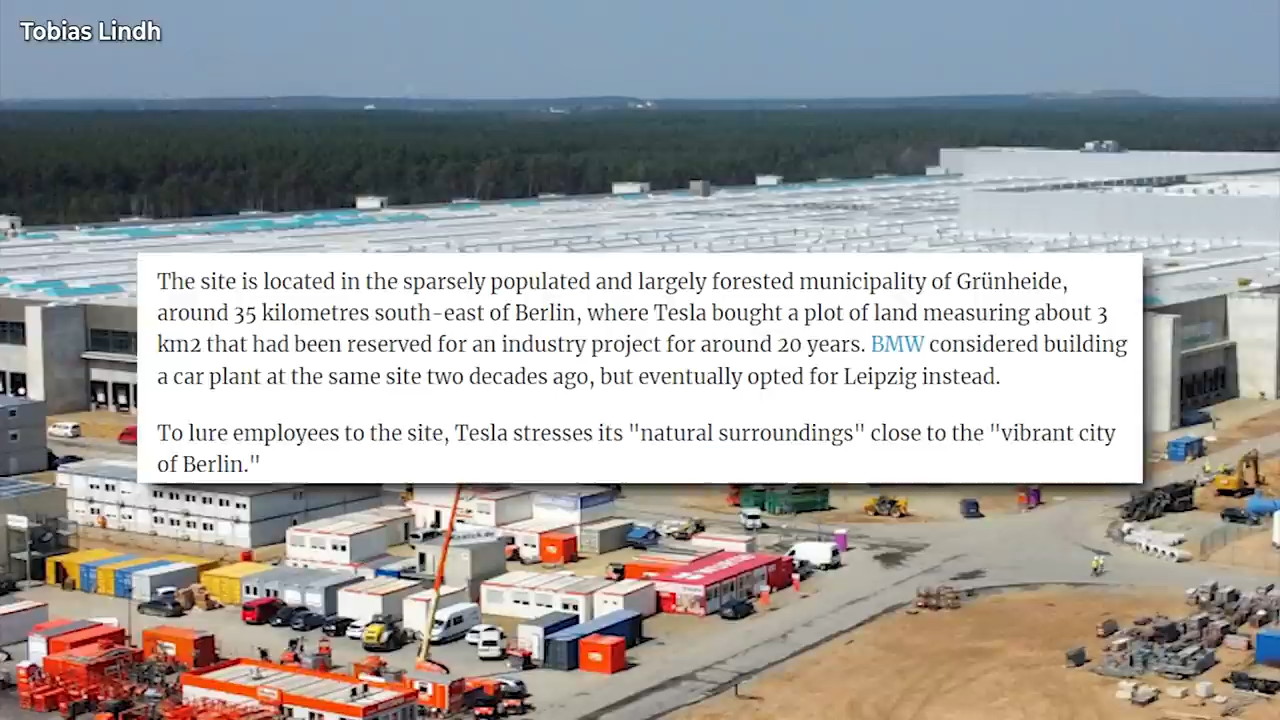 Tobias Lindh
The site is located in the sparsely populated and largely forested municipality of Grünheide,
around 35 kilometres south-east of Berlin, where Tesla bought a plot of land measuring about 3
km2 that had been reserved for an industry project for around 20 years. BMW considered building
a car plant at the same site two decades ago, but eventually opted for Leipzig instead.
To lure employees to the site, Tesla stresses its "natural surroundings" close to the "vibrant city
of Berlin."